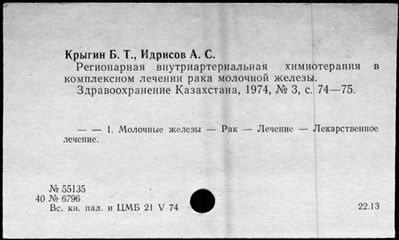 Крыгин Б. Т., Идрисов А. С.
Регионарная внутриартериальная химиотерапия в
комплексном лечении рака молочной железы.
Здравоохранение Казахстана, 1974, № 3, с. 74—75.
— — 1. Молочные железы — Рак — Лечение — Лекарственное
лечение.
№ 55135
40 № 6796
Вс. кн. пал. и ЦМБ 21 V 74
22.13